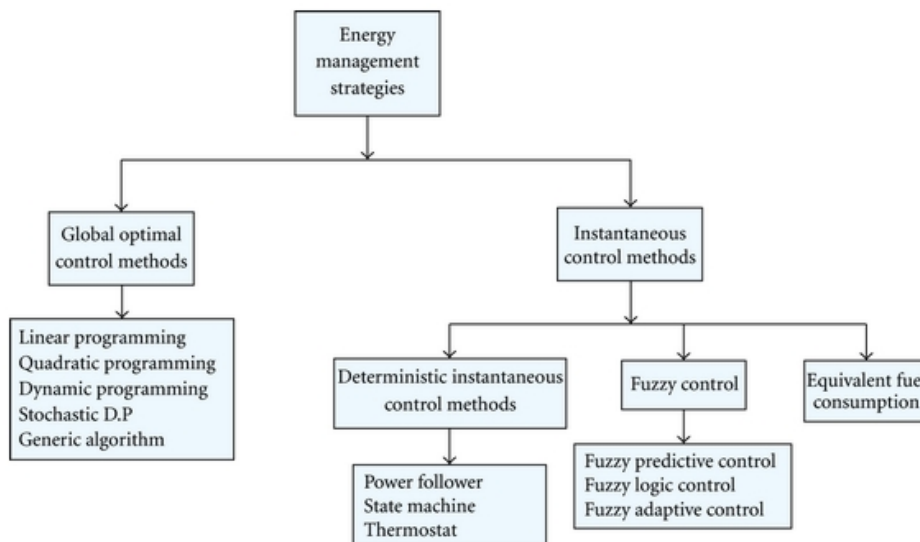 Energy
management
strategies
Global optimal
control methods
Instantaneous
control methods
Linear programming
Quadratic programming
Dynamic programming
Stochastic D.P
Generic algorithm
Deterministic instantaneous
control methods
Fuzzy control
Equivalent fuel
consumption
Power follower
State machine
Thermostat
Fuzzy predictive control
Fuzzy logic control
Fuzzy adaptive control